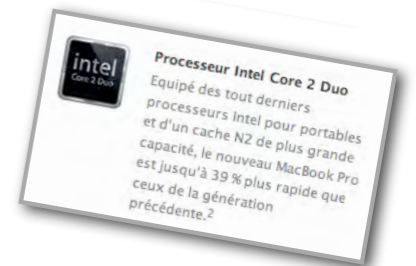 intel
Core 2 Duo
Processeur Intel Core 2 Duo
Equipé des tout derniers
processeurs Intel pour portables
et d'un cache N2 de plus grande
capacité, le nouveau MacBook Pro
est jusqu'à 39 % plus rapide que
ceux de la génération
précédente.2